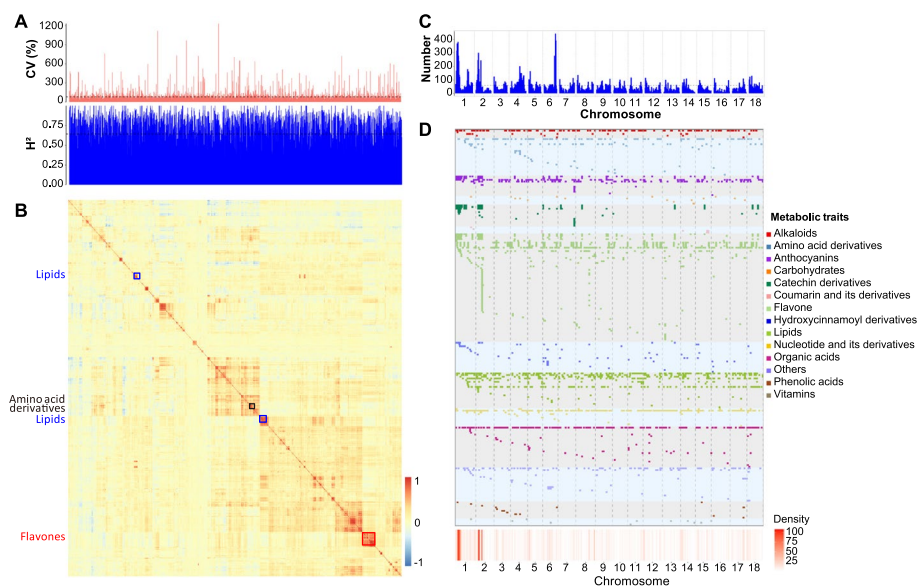 A
CV (%)
1200
900
600
300
0
H²
0.75
0.50
0.25
0.00
B
Lipids
Amino acid
derivatives
Lipids
Flavones
1
0
-1
C
Number
400
300
200
100
0
1 2 3 4 5 6 7 8 9 10 11 12 13 14 15 16 17 18
Chromosome
D
Metabolic traits
Alkaloids
Amino acid derivatives
Anthocyanins
Carbohydrates
Catechin derivatives
Coumarin and its derivatives
Flavone
Hydroxycinnamoyl derivatives
Lipids
Nucleotide and its derivatives
Organic acids
Others
Phenolic acids
Vitamins
Density
100
75
50
25
1 2 3 4 5 6 7 8 9 10 11 12 13 14 15 16 17 18
Chromosome